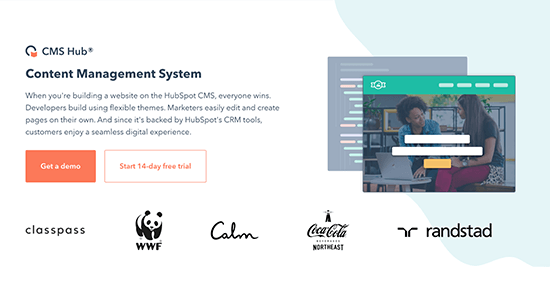 CMS Hub®
Content Management System
When you're building a website on the HubSpot CMS, everyone wins.
Developers build using flexible themes. Marketers easily edit and create
pages on their own. And since it's backed by HubSpot's CRM tools,
customers enjoy a seamless digital experience.
Get a demo
Start 14-day free trial
classpass
WWF®
Calm
Coca-Cola
BEVERAGES
NORTHEAST
randstad